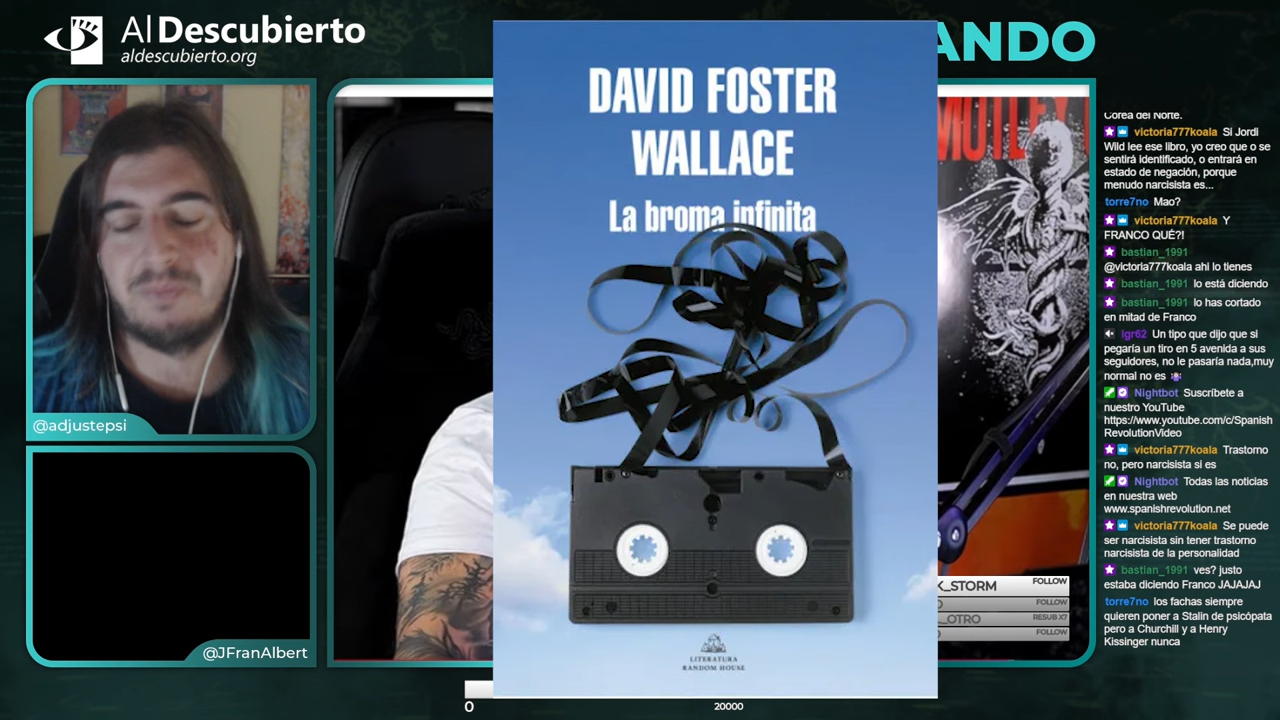 Al Descubierto
aldescubierto.org
ANDO
@adjustepsi
@JFranAlbert
DAVID FOSTER
WALLACE
La broma infinita
LITERATURA
RANDOM HOUSE
MÖTLEY
K_STORM FOLLOW
FOLLOW
_OTRO RESUB X7
FOLLOW
0
20000
Corea del Norte.
victoria777koala Si Jordi
Wild lee ese libro, yo creo que o se
sentirá identificado, o entrará en
estado de negación, porque
menudo narcisista es...
torre7no Mao?
victoria777koala Y
FRANCO QUÉ?!
bastian_1991
@victoria777koala ahi lo tienes
bastian_1991 lo está diciendo
bastian_1991 lo has cortado
en mitad de Franco
lgr62 Un tipo que dijo que si
pegaría un tiro en 5 avenida a sus
seguidores, no le pasaría nada,muy
normal no es
Nightbot Suscríbete a
nuestro YouTube
https://www.youtube.com/c/Spanish
RevolutionVideo
victoria777koala Trastorno
no, pero narcisista si es
Nightbot Todas las noticias
en nuestra web
www.spanishrevolution.net
victoria777koala Se puede
ser narcisista sin tener trastorno
narcisista de la personalidad
bastian_1991 ves? justo
estaba diciendo Franco JAJAJAJ
torre7no los fachas siempre
quieren poner a Stalin de psicópata
pero a Churchill y a Henry
Kissinger nunca